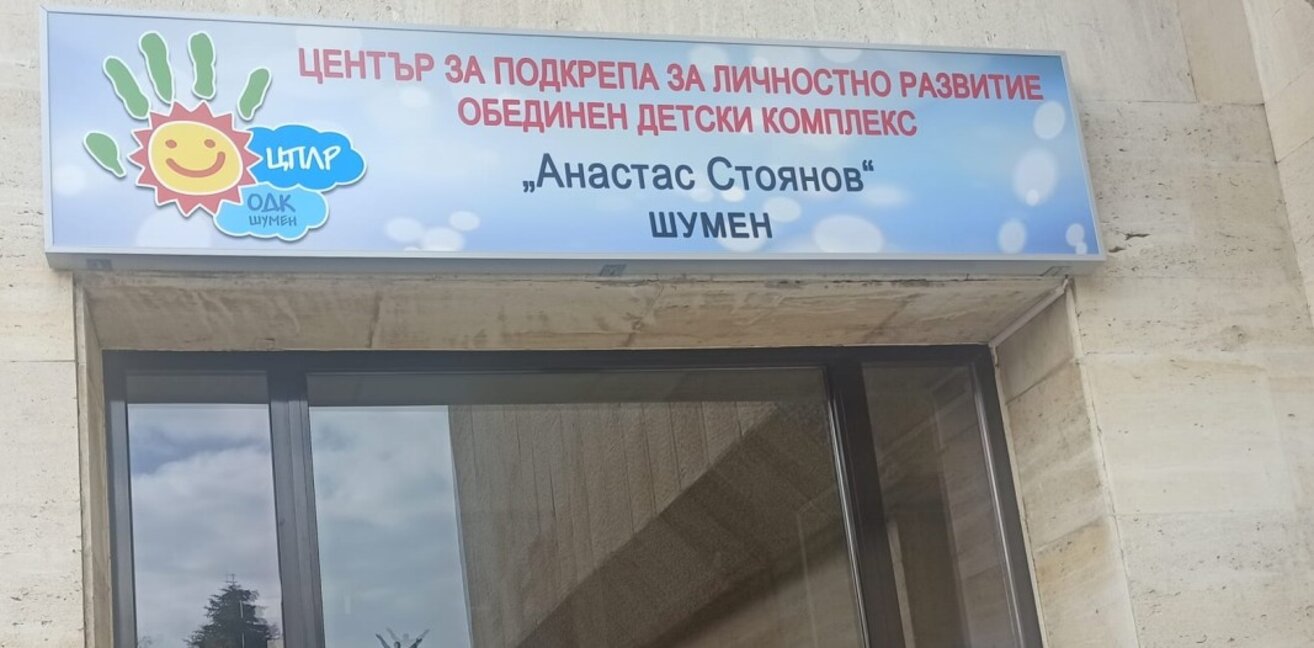 ЦЕНТЪР ЗА ПОДКРЕПА ЗА ЛИЧНОСТНО РАЗВИТИЕ
ОБЕДИНЕН ДЕТСКИ КОМПЛЕКС
„Анастас Стоянов“
ШУМЕН
ЦПЛР
ОДК
ШУМЕН